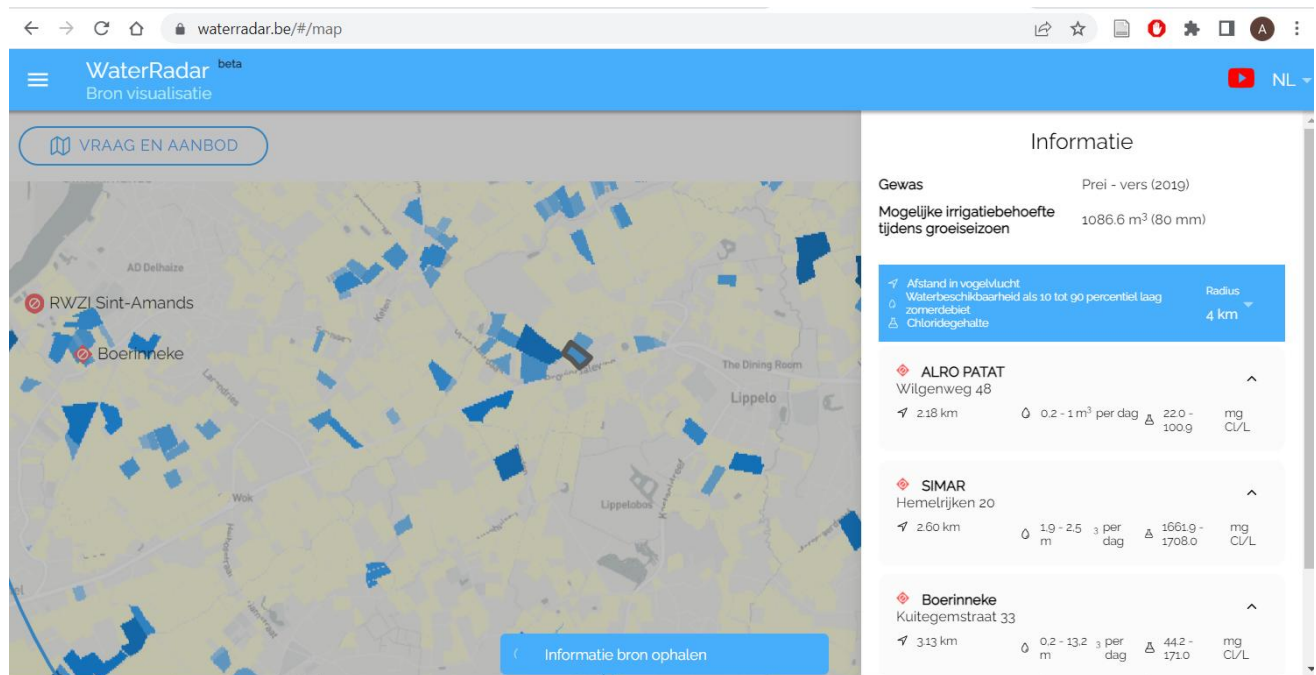 waterradar.be/#/map
A
WaterRadar beta
Bron visualisatie
NL
VRAAG EN AANBOD
AD Delhaize
RWZI Sint-Amands
Boerinneke
Keten
Lamdries
The Dining Room
Lippelo
Wok
Lippelobos
Informatie bron ophalen
Informatie
Gewas Prei - vers (2019)
Mogelijke irrigatiebehoefte
tijdens groeiseizoen
1086.6 m³ (80 mm)
Afstand in vogelvlucht
Waterbeschikbaarheid als 10 tot 90 percentiel laag
zomerdebiet
Chloridegehalte
Radius
4 km
ALRO PATAT
Wilgenweg 48
2.18 km 0.2 - 1 m³ per dag 22.0 - 100.9 mg Cl/L
SIMAR
Hemelrijken 20
2.60 km 1.9 - 2.5 m³ per dag 1661.9 - 1708.0 mg Cl/L
Boerinneke
Kuitegemstraat 33
3.13 km 0.2 - 13.2 m³ per dag 44.2 - 171.0 mg Cl/L